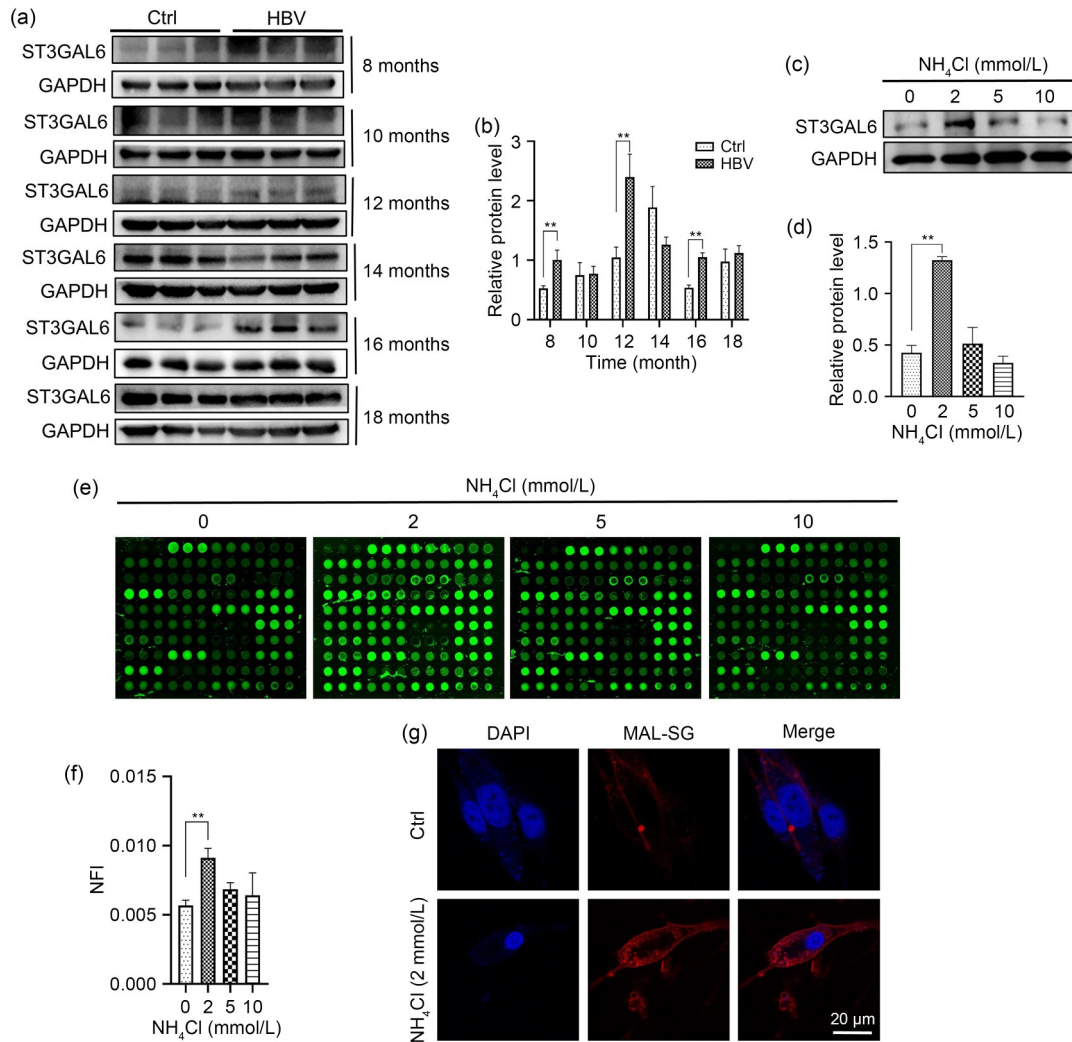 (a)
Ctrl HBV
ST3GAL6
GAPDH
8 months
ST3GAL6
GAPDH
10 months
ST3GAL6
GAPDH
12 months
ST3GAL6
GAPDH
14 months
ST3GAL6
GAPDH
16 months
ST3GAL6
GAPDH
18 months
(b)
Relative protein level
3
2
1
0
** ** **
Ctrl
HBV
8 10 12 14 16 18
Time (month)
(c)
NH₄Cl (mmol/L)
0 2 5 10
ST3GAL6
GAPDH
(d)
Relative protein level
1.5
1.0
0.5
0.0
**
0 2 5 10
NH₄Cl (mmol/L)
(e)
NH₄Cl (mmol/L)
0 2 5 10
(f)
NFI
0.015
0.010
0.005
0.000
**
0 2 5 10
NH₄Cl (mmol/L)
(g)
DAPI MAL-SG Merge
Ctrl
NH₄Cl (2 mmol/L)
20 μm